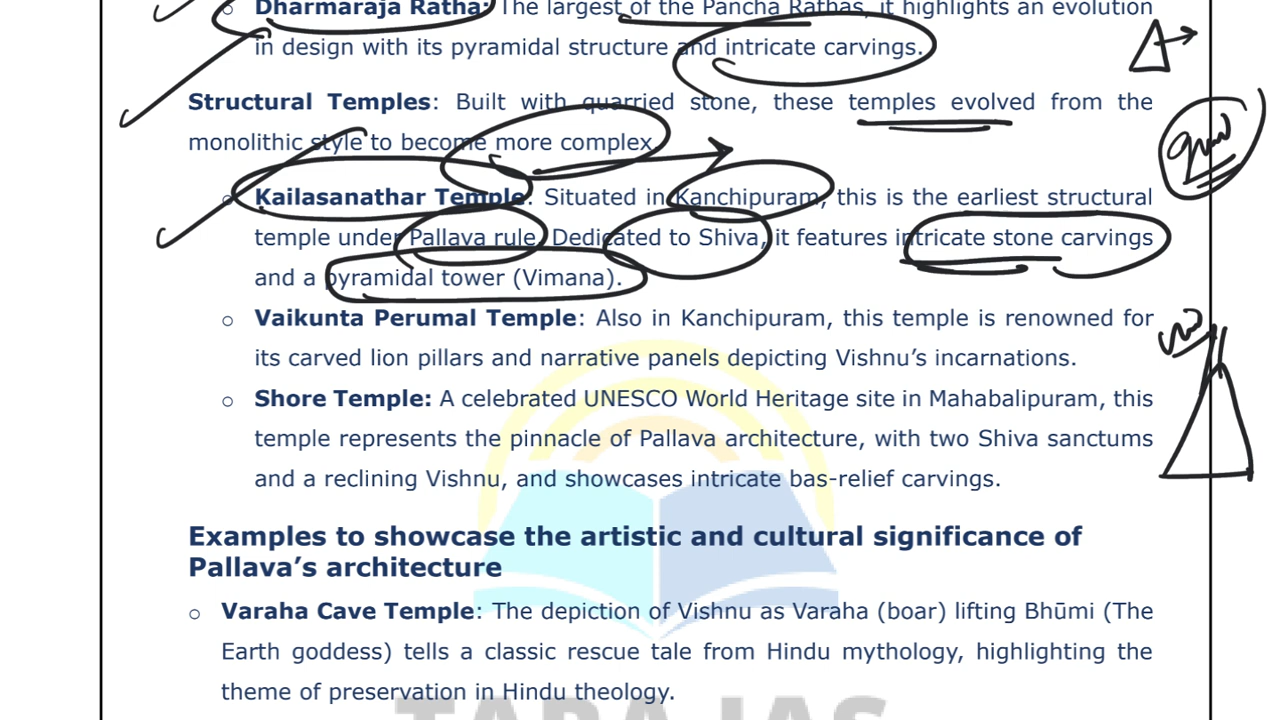 Dharmaraja Ratha: The largest of the Pancha Rathas, it highlights an evolution
in design with its pyramidal structure and intricate carvings.
Structural Temples: Built with quarried stone, these temples evolved from the
monolithic style to become more complex.
Kailasanathar Temple: Situated in Kanchipuram, this is the earliest structural
temple under Pallava rule. Dedicated to Shiva, it features intricate stone carvings
and a pyramidal tower (Vimana).
Vaikunta Perumal Temple: Also in Kanchipuram, this temple is renowned for
its carved lion pillars and narrative panels depicting Vishnu’s incarnations.
Shore Temple: A celebrated UNESCO World Heritage site in Mahabalipuram, this
temple represents the pinnacle of Pallava architecture, with two Shiva sanctums
and a reclining Vishnu, and showcases intricate bas-relief carvings.
Examples to showcase the artistic and cultural significance of
Pallava’s architecture
Varaha Cave Temple: The depiction of Vishnu as Varaha (boar) lifting Bhūmi (The
Earth goddess) tells a classic rescue tale from Hindu mythology, highlighting the
theme of preservation in Hindu theology.